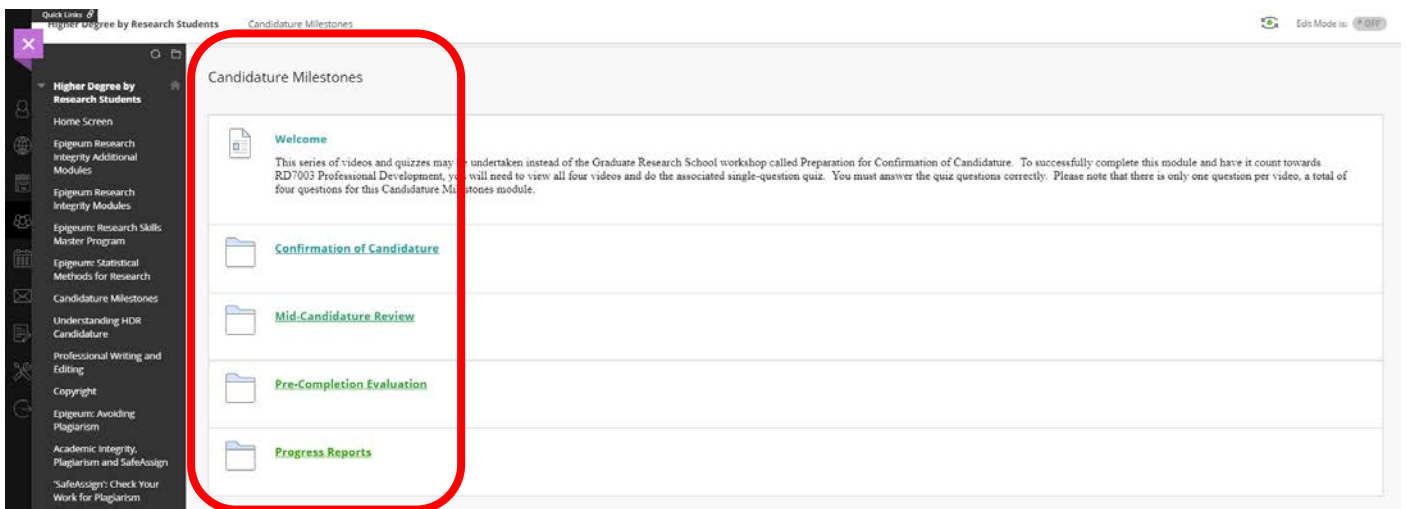 Quick Links
Higher Degree by Research Students Candidature Milestones Edit Mode is: OFF
Higher Degree by
Research Students
Home Screen
Epigeum Research
Integrity Additional
Modules
Epigeum Research
Integrity Modules
Epigeum: Research Skills
Master Program
Epigeum: Statistical
Methods for Research
Candidature Milestones
Understanding HDR
Candidature
Professional Writing and
Editing
Copyright
Epigeum: Avoiding
Plagiarism
Academic Integrity,
Plagiarism and SafeAssign
'SafeAssign': Check Your
Work for Plagiarism
Candidature Milestones
Welcome
This series of videos and quizzes may be undertaken instead of the Graduate Research School workshop called Preparation for Confirmation of Candidature. To successfully complete this module and have it count towards
RD7003 Professional Development, you will need to view all four videos and do the associated single-question quiz. You must answer the quiz questions correctly. Please note that there is only one question per video, a total of
four questions for this Candidature Milestones module.
Confirmation of Candidature
Mid-Candidature Review
Pre-Completion Evaluation
Progress Reports